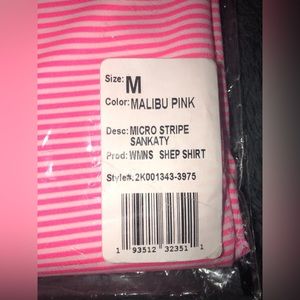 Size: M
Color: MALIBU PINK
Desc: MICRO STRIPE
SANKATY
Prod: WMNS SHEP SHIRT
Style#.2K001343-3975
1 93512 32351 1